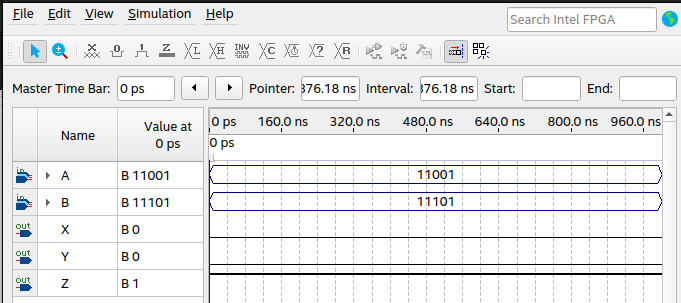 File Edit View Simulation Help
Search Intel FPGA
Master Time Bar: 0 ps Pointer: 376.18 ns Interval: 376.18 ns Start: End:
Name Value at 0 ps
0 ps 160.0 ns 320.0 ns 480.0 ns 640.0 ns 800.0 ns 960.0 ns
0 ps
in A B 11001 11001
in B B 11101 11101
out X B 0
out Y B 0
out Z B 1